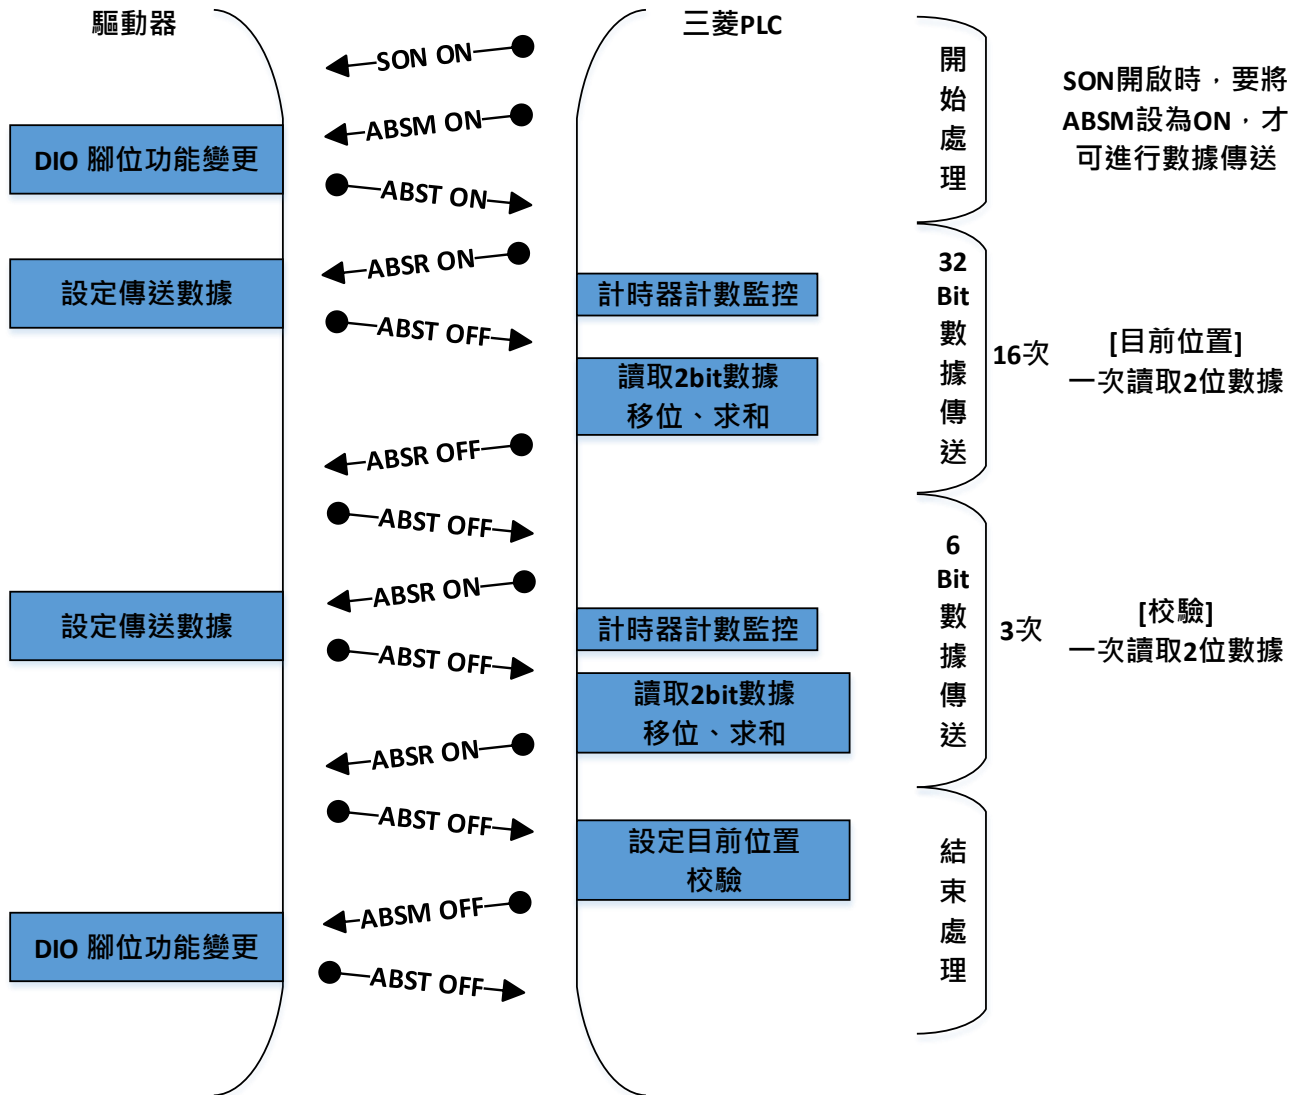 驅動器
三菱PLC
SON ON
ABSM ON
DIO 腳位功能變更
ABST ON
開
始
處
理
SON開啟時，要將
ABSM設為ON，才
可進行數據傳送
ABSR ON
設定傳送數據
計時器計數監控
ABST OFF
讀取2bit數據
移位、求和
ABSR OFF
32
Bit
數
據
傳
送
16次
[目前位置]
一次讀取2位數據
ABST OFF
ABSR ON
設定傳送數據
計時器計數監控
ABST OFF
讀取2bit數據
移位、求和
ABSR ON
6
Bit
數
據
傳
送
3次
[校驗]
一次讀取2位數據
ABST OFF
設定目前位置
校驗
ABSM OFF
DIO 腳位功能變更
ABST OFF
結
束
處
理